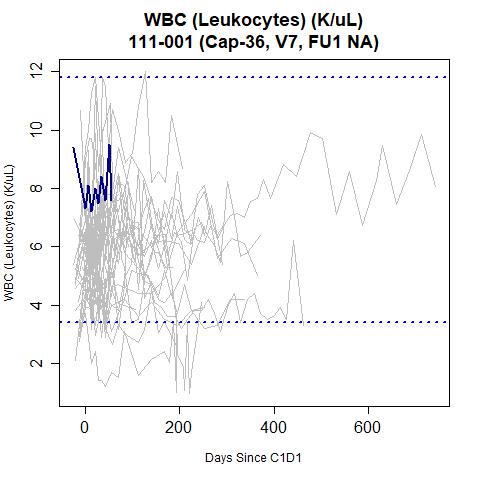 WBC (Leukocytes) (K/uL)
111-001 (Cap-36, V7, FU1 NA)
WBC (Leukocytes) (K/uL)
12
10
8
6
4
2
0
200
400
600
Days Since C1D1